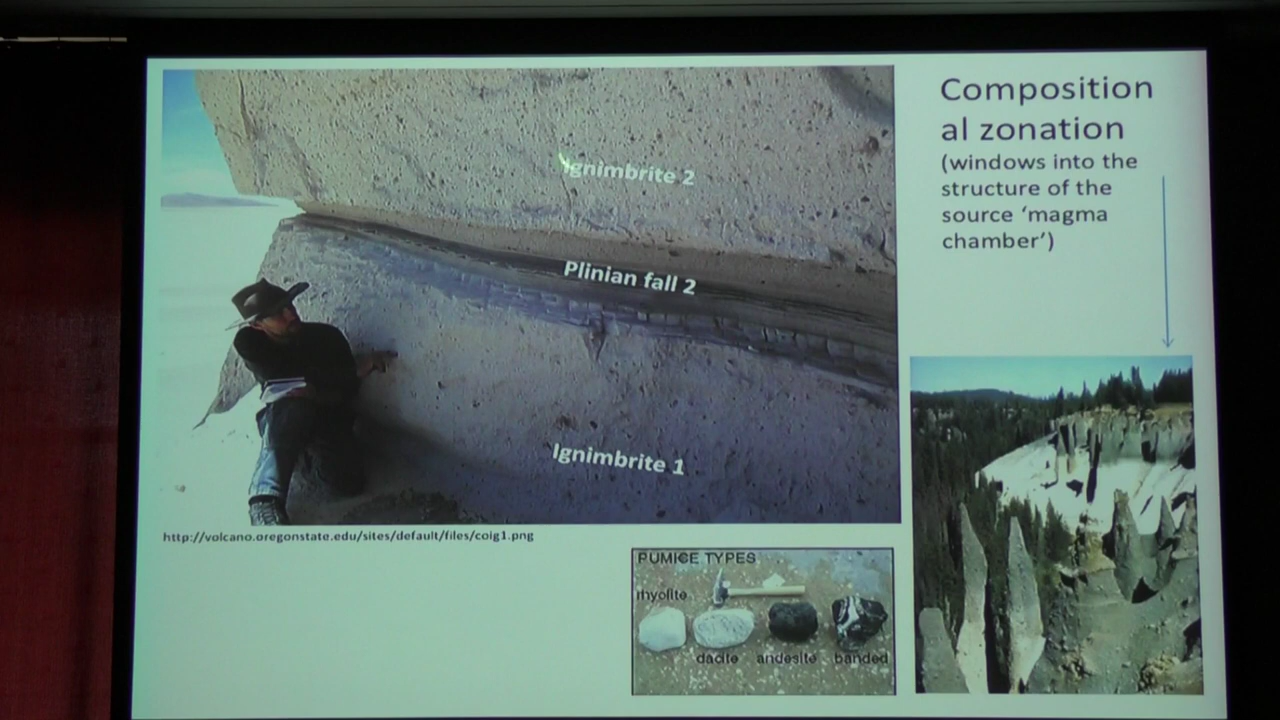 Composition
al zonation
(windows into the
structure of the
source ‘magma
chamber’)
Ignimbrite 2
Plinian fall 2
Ignimbrite 1
http://volcano.oregonstate.edu/sites/default/files/coig1.png
PUMICE TYPES
rhyolite
dacite andesite banded